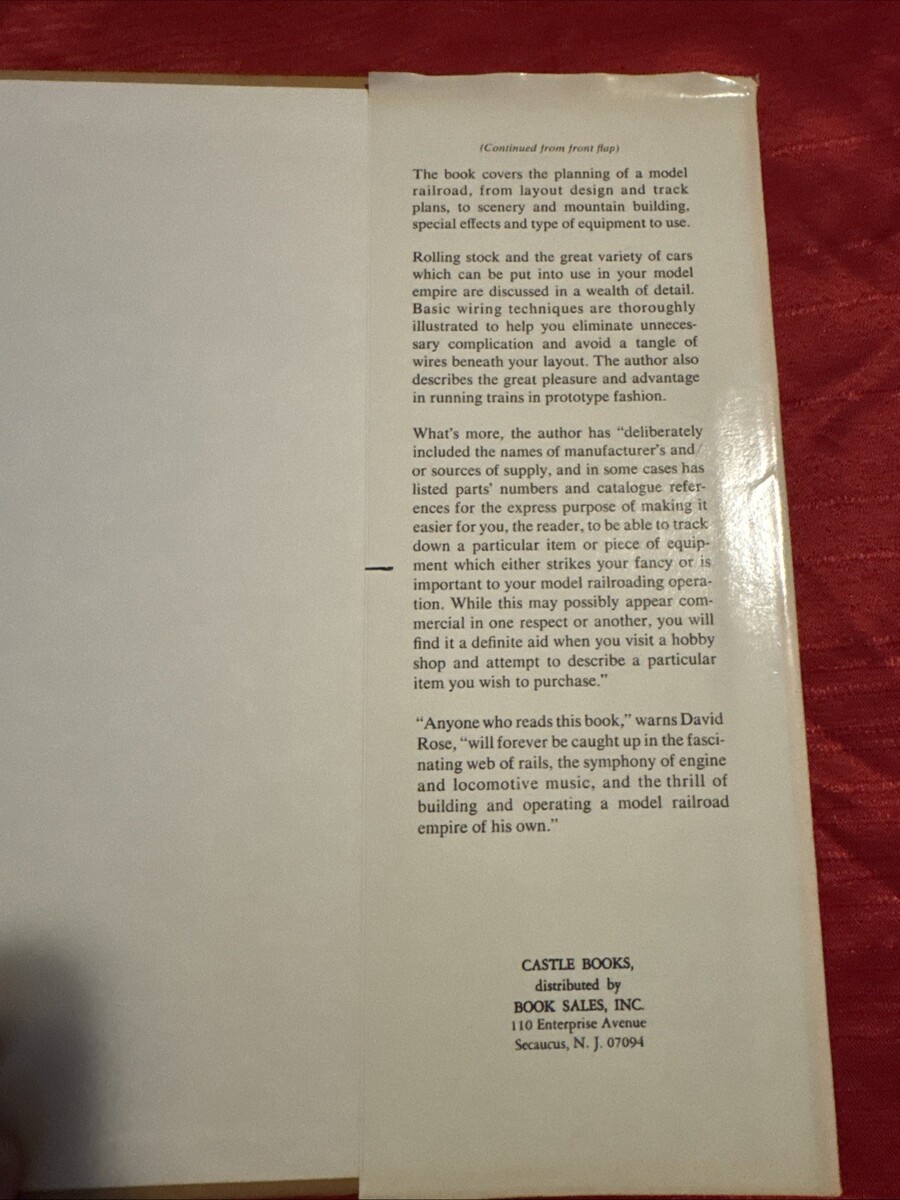 (Continued from front flap)
The book covers the planning of a model
railroad, from layout design and track
plans, to scenery and mountain building,
special effects and type of equipment to use.
Rolling stock and the great variety of cars
which can be put into use in your model
empire are discussed in a wealth of detail.
Basic wiring techniques are thoroughly
illustrated to help you eliminate unneces-
sary complication and avoid a tangle of
wires beneath your layout. The author also
describes the great pleasure and advantage
in running trains in prototype fashion.
What's more, the author has “deliberately
included the names of manufacturer's and/
or sources of supply, and in some cases has
listed parts' numbers and catalogue refer-
ences for the express purpose of making it
easier for you, the reader, to be able to track
down a particular item or piece of equip-
ment which either strikes your fancy or is
important to your model railroading opera-
tion. While this may possibly appear com-
mercial in one respect or another, you will
find it a definite aid when you visit a hobby
shop and attempt to describe a particular
item you wish to purchase.”
“Anyone who reads this book,” warns David
Rose, “will forever be caught up in the fasci-
nating web of rails, the symphony of engine
and locomotive music, and the thrill of
building and operating a model railroad
empire of his own.”
CASTLE BOOKS,
distributed by
BOOK SALES, INC.
110 Enterprise Avenue
Secaucus, N. J. 07094